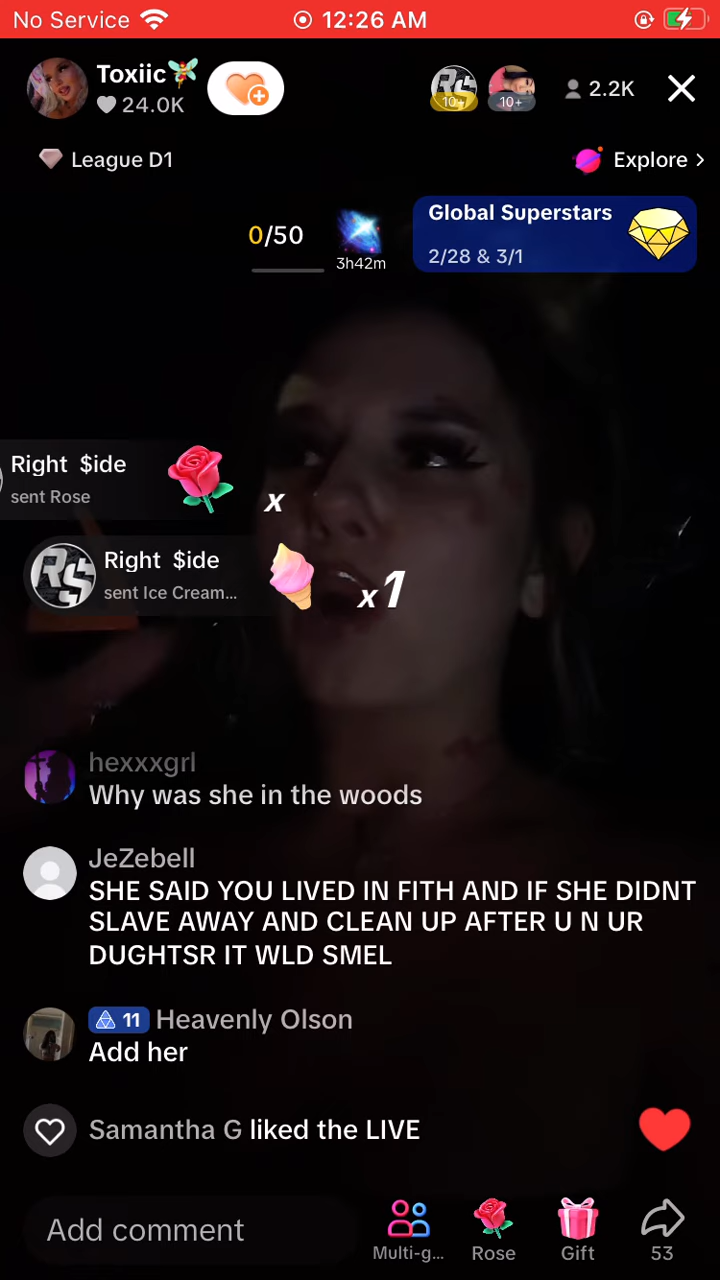 No Service 12:26 AM
Toxiic
24.0K
10+ 10+ 2.2K
League D1 Explore >
0/50
3h42m
Global Superstars
2/28 & 3/1
Right $ide
sent Rose
x
RS
Right $ide
sent Ice Cream...
x1
hexxxgrl
Why was she in the woods
JeZebell
SHE SAID YOU LIVED IN FITH AND IF SHE DIDNT
SLAVE AWAY AND CLEAN UP AFTER U N UR
DUGHTSR IT WLD SMEL
11 Heavenly Olson
Add her
Samantha G liked the LIVE
Add comment
Multi-g... Rose Gift 53